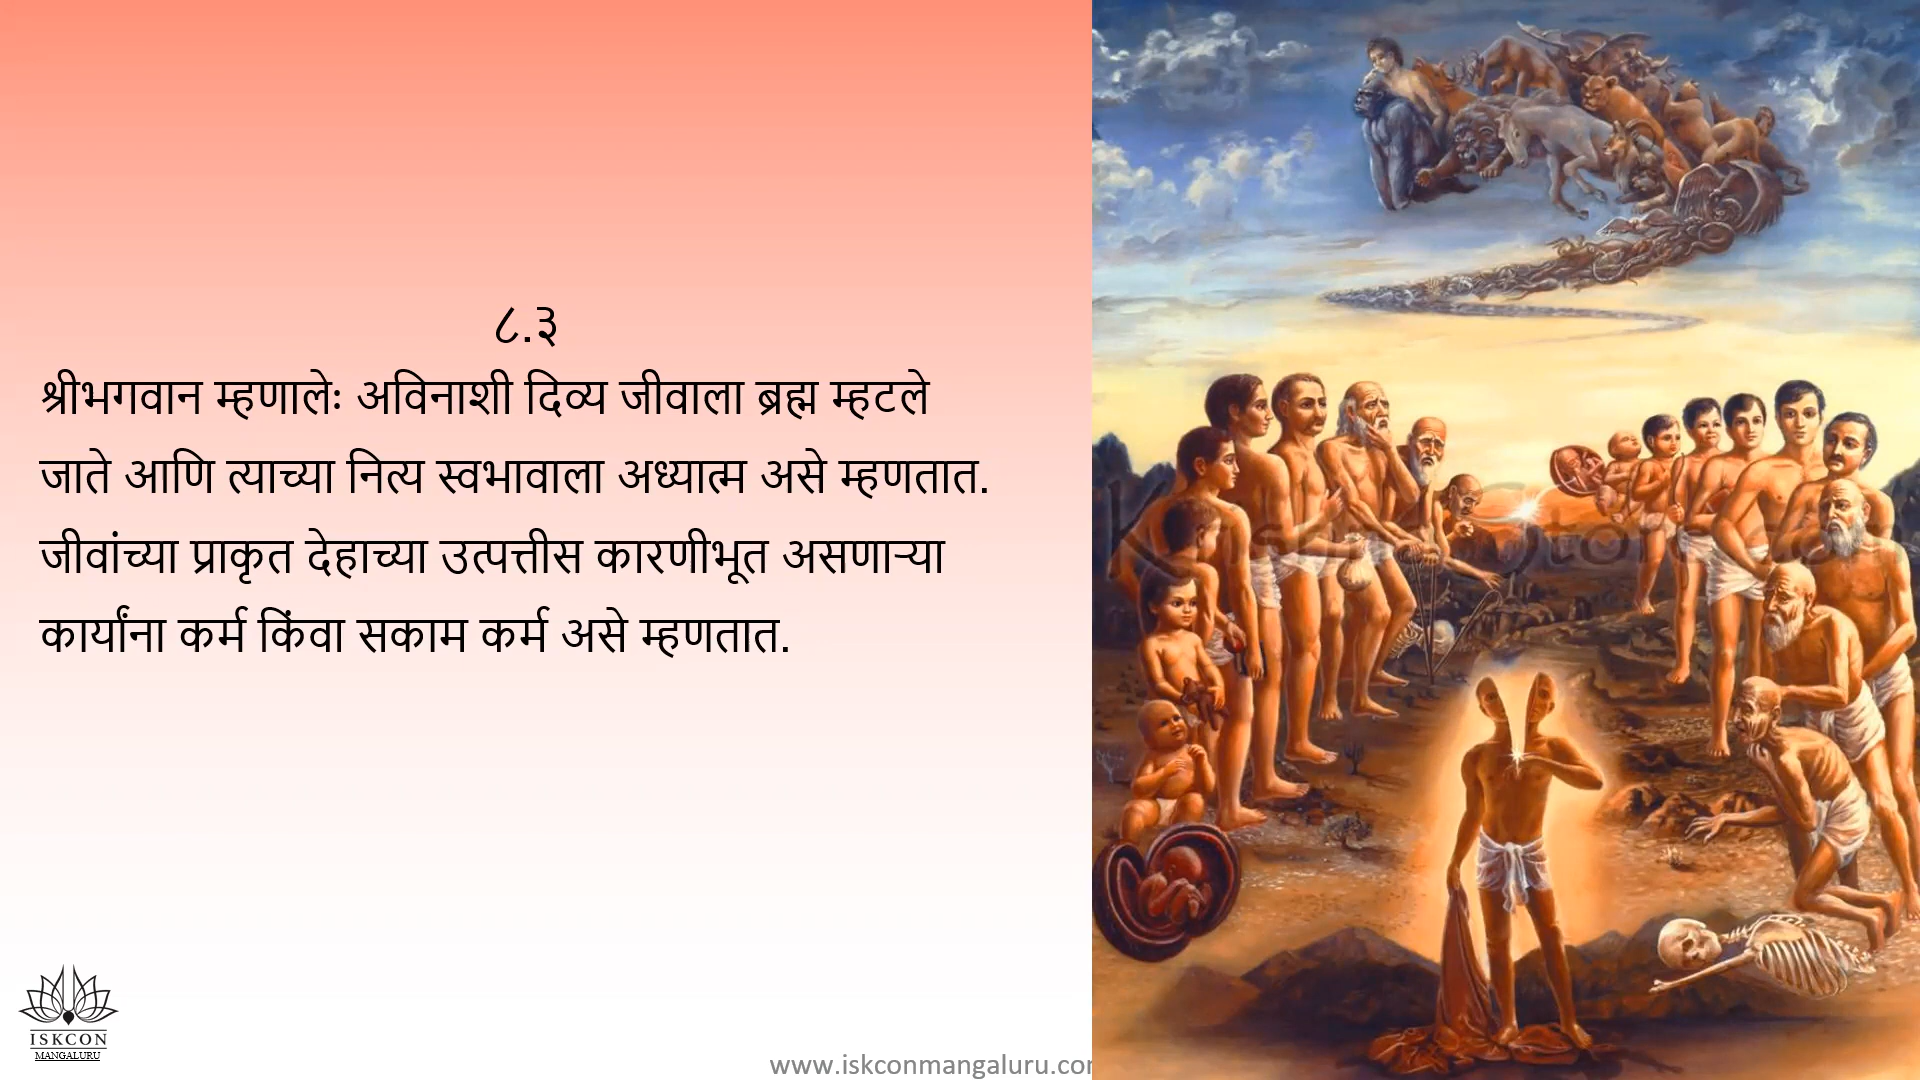 ८.३
श्रीभगवान म्हणालेः अविनाशी दिव्य जीवाला ब्रह्म म्हटले
जाते आणि त्याच्या नित्य स्वभावाला अध्यात्म असे म्हणतात.
जीवांच्या प्राकृत देहाच्या उत्पत्तीस कारणीभूत असणाऱ्या
कार्यांना कर्म किंवा सकाम कर्म असे म्हणतात.
ISKCON
MANGALURU
www.iskconmangaluru.com